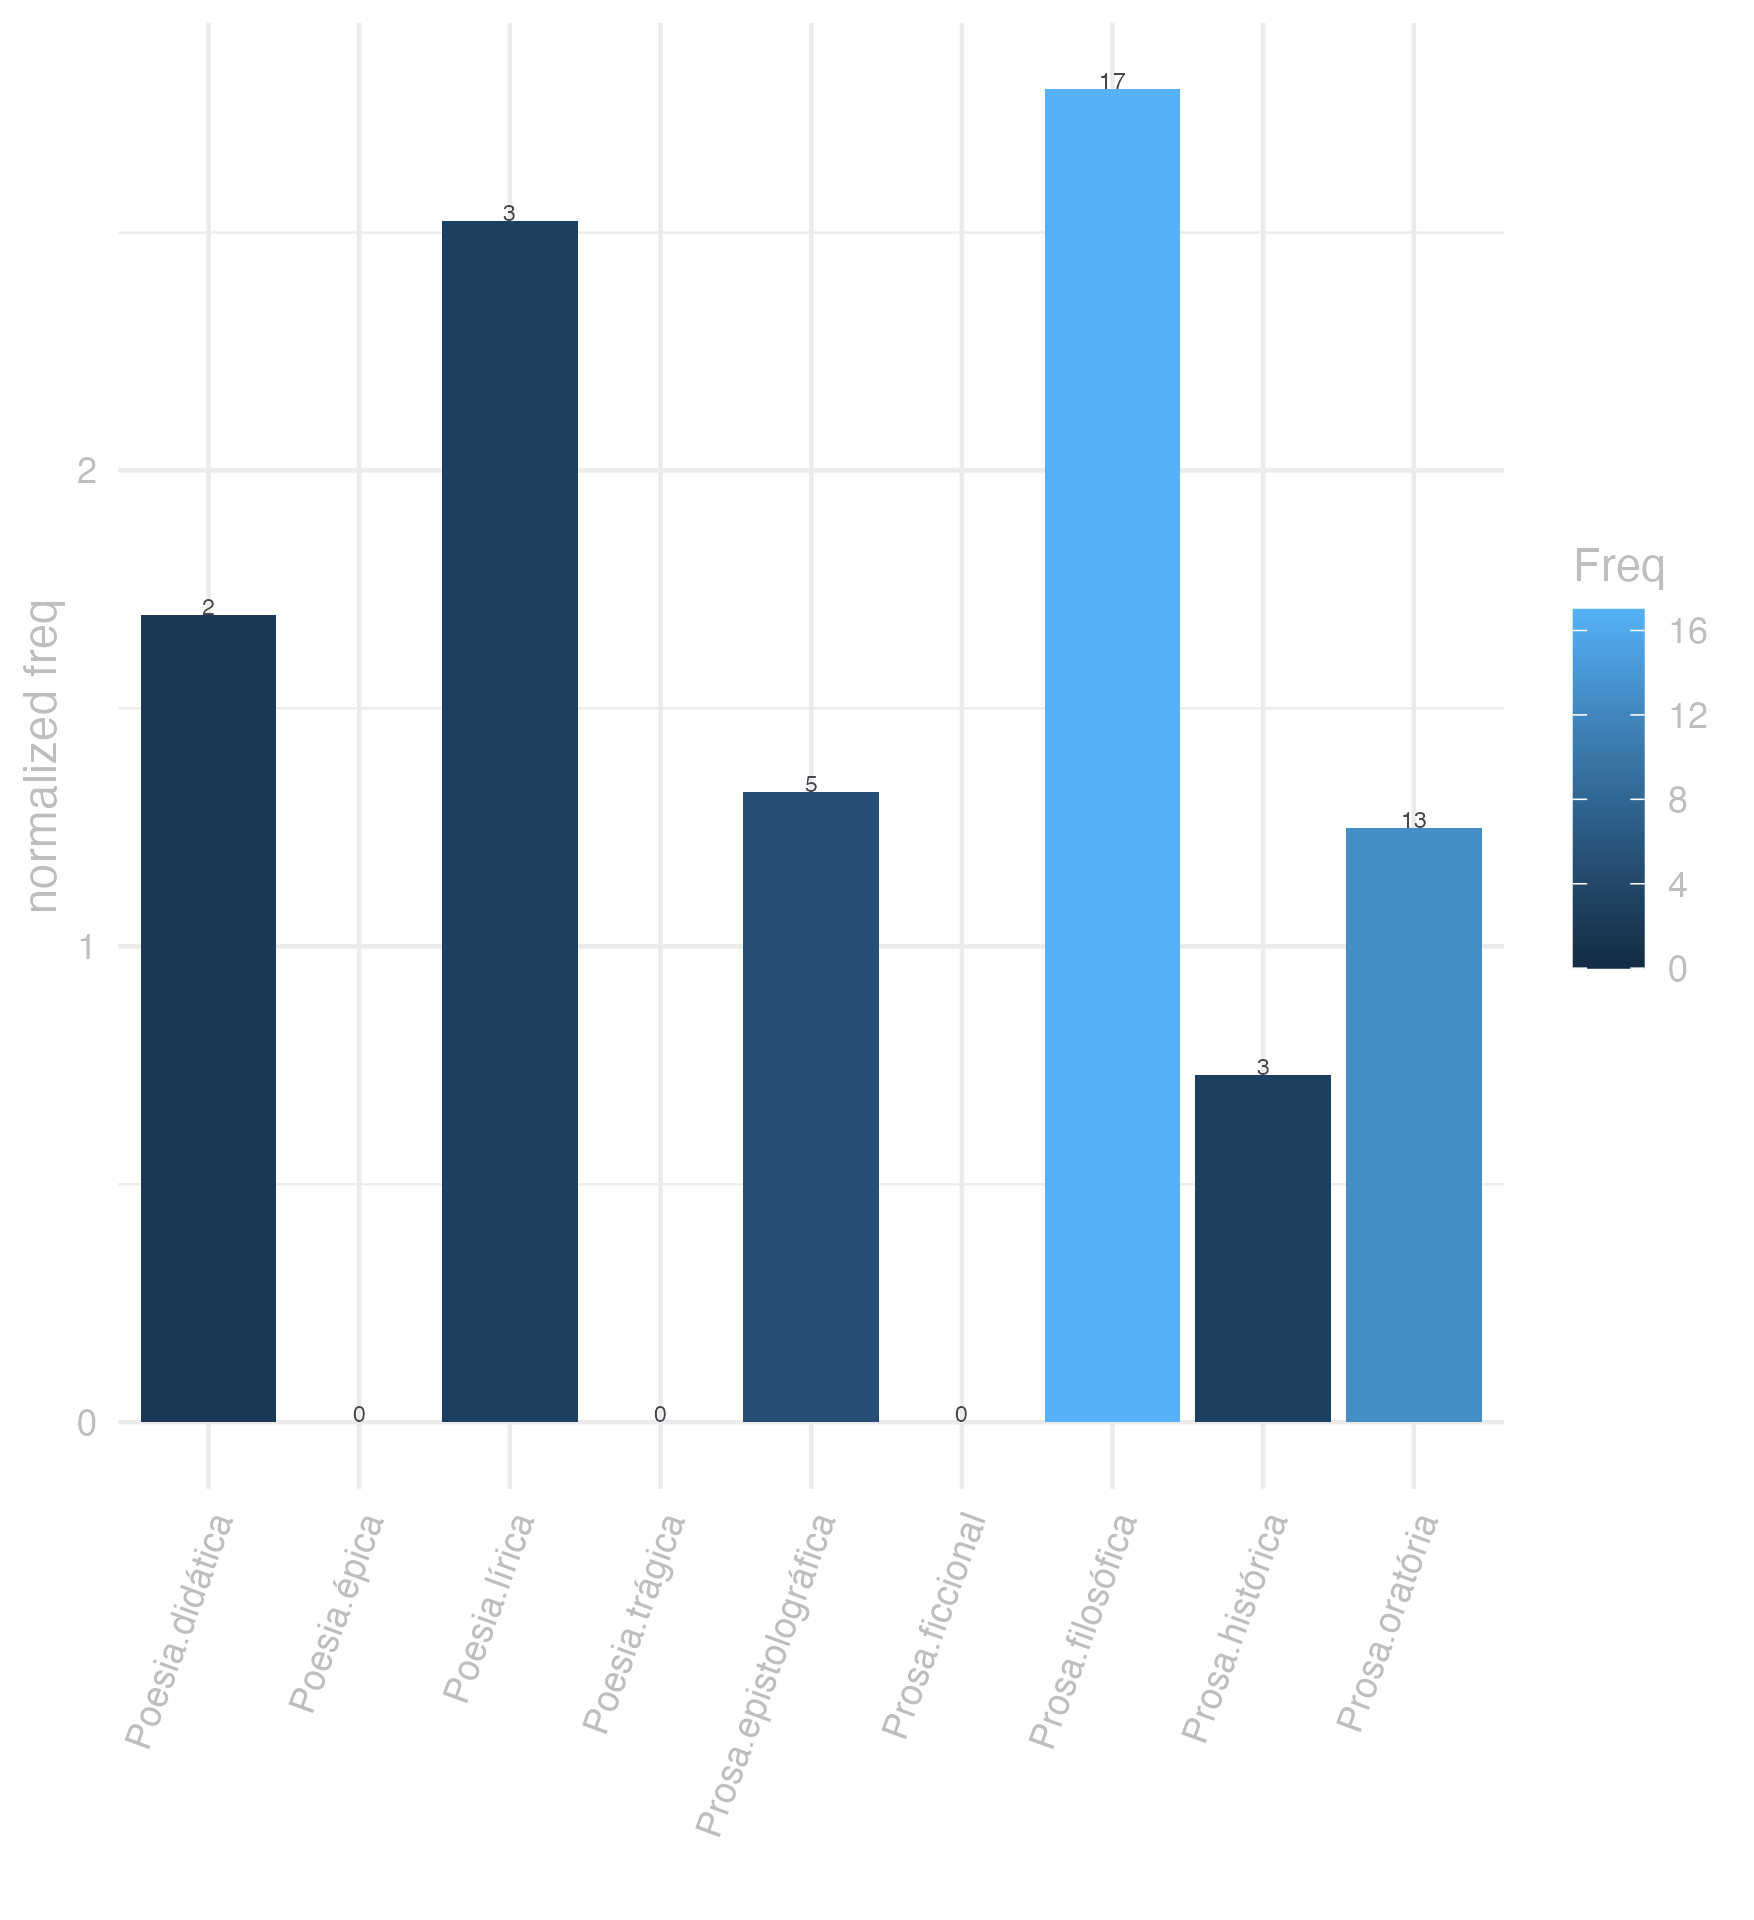 17
3
2
5
13
3
0
0
0
normalized freq
2
1
0
Poesia.didática
Poesia.épica
Poesia.lírica
Poesia.trágica
Prosa.epistolográfica
Prosa.ficcional
Prosa.filosófica
Prosa.histórica
Prosa.oratória
Freq
16
12
8
4
0